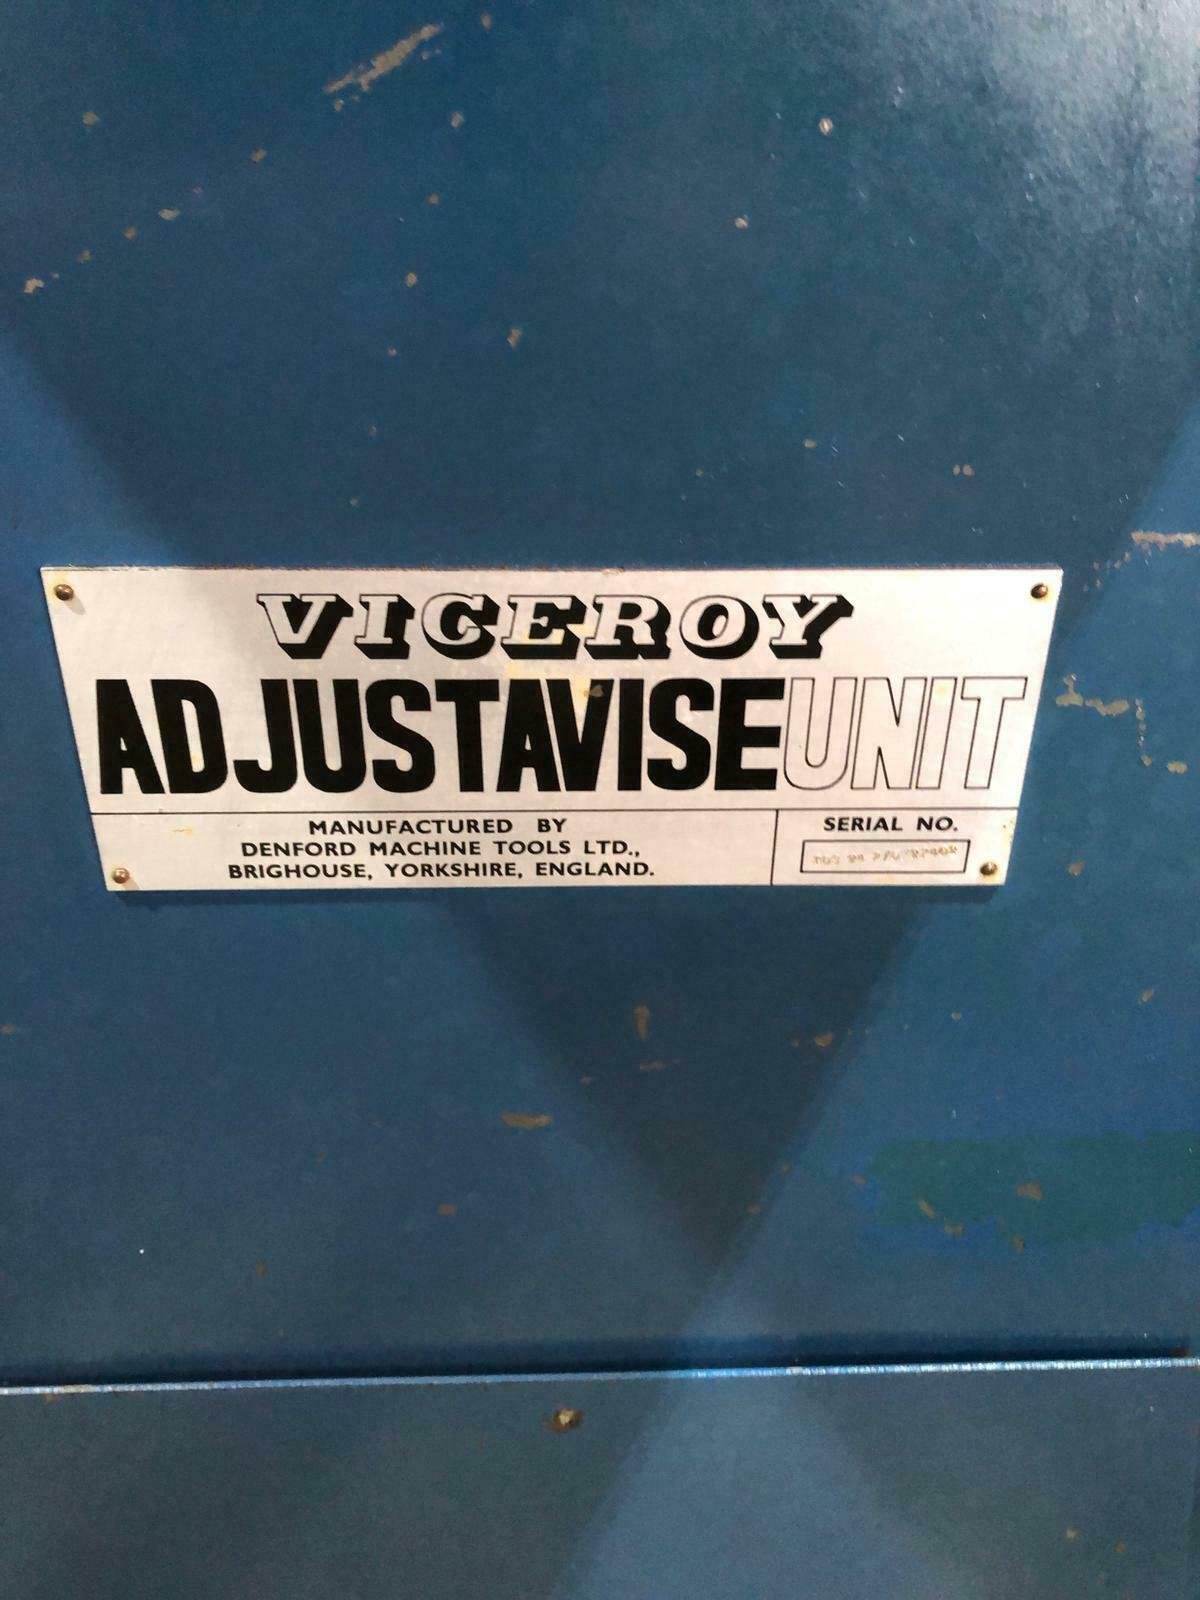 VICEROY
ADJUSTAVISEUNIT
MANUFACTURED BY
DENFORD MACHINE TOOLS LTD.,
BRIGHOUSE, YORKSHIRE, ENGLAND.
SERIAL NO.